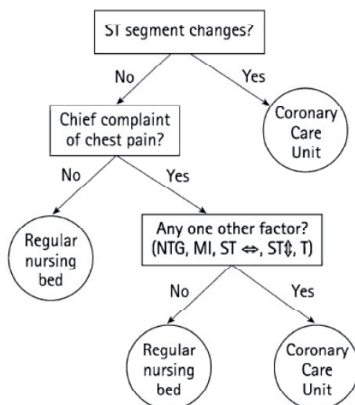 ST segment changes?
No
Yes
Chief complaint
of chest pain?
Coronary
Care
Unit
No
Yes
Regular
nursing
bed
Any one other factor?
(NTG, MI, ST ⇔, ST⇕, T)
No
Yes
Regular
nursing
bed
Coronary
Care
Unit